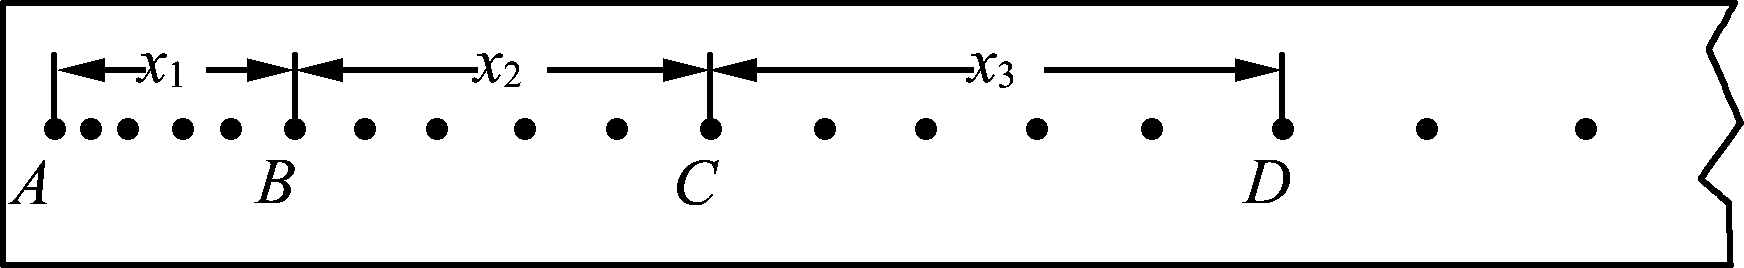 x₁ x₂ x₃
A B C D